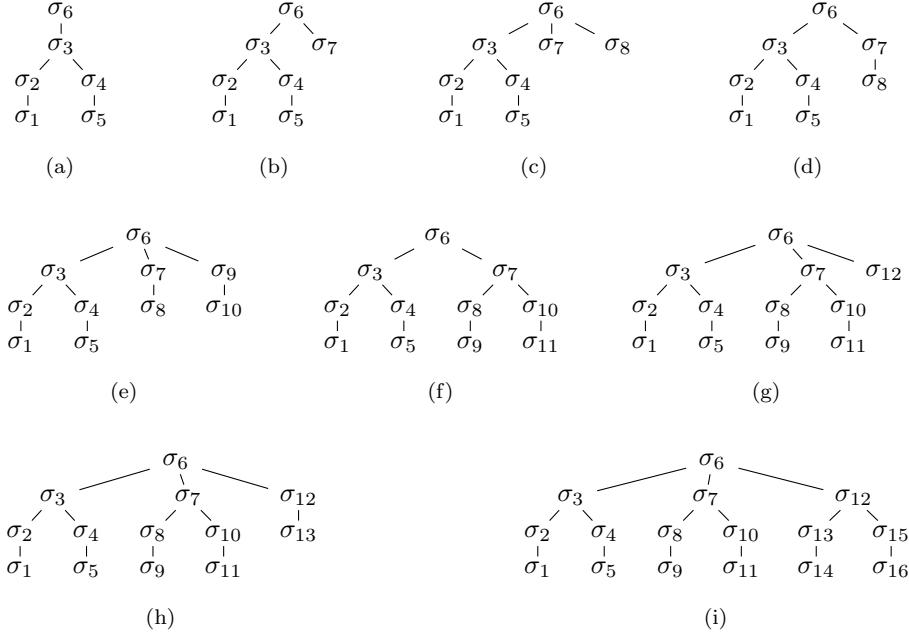 σ₆ σ₆ σ₆ σ₆
σ₃ σ₃ σ₇ σ₃ σ₇ σ₈ σ₃ σ₇
σ₂ σ₄ σ₂ σ₄ σ₂ σ₄ σ₂ σ₄ σ₈
σ₁ σ₅ σ₁ σ₅ σ₁ σ₅ σ₁ σ₅
(a) (b) (c) (d)
σ₆ σ₆ σ₆
σ₃ σ₇ σ₉ σ₃ σ₇ σ₃ σ₇ σ₁₂
σ₂ σ₄ σ₈ σ₁₀ σ₂ σ₄ σ₈ σ₁₀ σ₂ σ₄ σ₈ σ₁₀
σ₁ σ₅ σ₁ σ₅ σ₉ σ₁₁ σ₁ σ₅ σ₉ σ₁₁
(e) (f) (g)
σ₆ σ₆
σ₃ σ₇ σ₁₂ σ₃ σ₇ σ₁₂
σ₂ σ₄ σ₈ σ₁₀ σ₁₃ σ₂ σ₄ σ₈ σ₁₀ σ₁₃ σ₁₅
σ₁ σ₅ σ₉ σ₁₁ σ₁ σ₅ σ₉ σ₁₁ σ₁₄ σ₁₆
(h) (i)